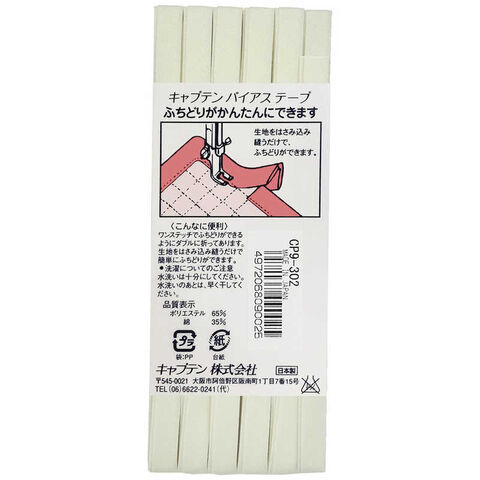 キャプテン バイアス テープ
ふちどりがかんたんにできます
生地をはさみ込み
縫うだけで、
ふちどりができます。
〈こんなに便利〉
ワンステッチでふちどりができる
ようにダブルに折ってあります。
生地をはさみ込み縫うだけで
簡単にふちどりができます。
●洗濯についてのご注意
水洗いは十分にしてください。
水洗いのあとは、早く干してく
ださい。
品質表示
ポリエステル 65%
綿 35%
CP9-302
MADE IN JAPAN
4972068090025
プラ
紙
袋:PP
台紙
キャプテン 株式会社
日本製
〒545-0021 大阪市阿倍野区阪南町1丁目7番15号
TEL (06)6622-0241(代)